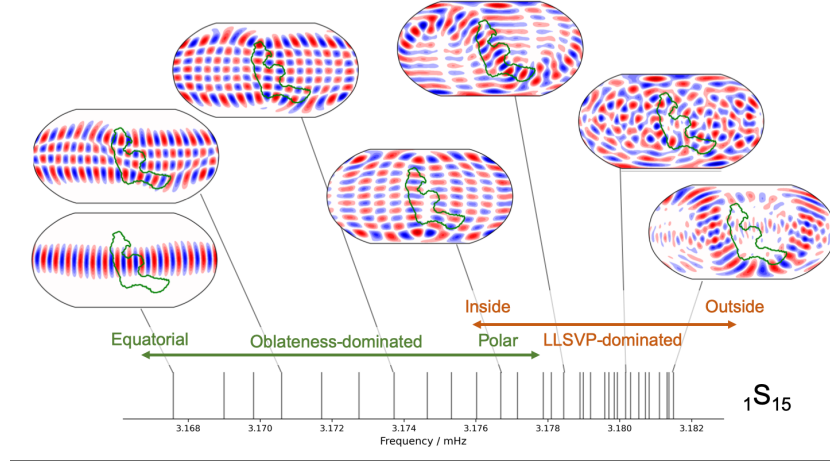 Inside
Outside
Equatorial
Oblateness-dominated
Polar
LLSVP-dominated
₁S₁₅
3.168
3.170
3.172
3.174
3.176
3.178
3.180
3.182
Frequency / mHz